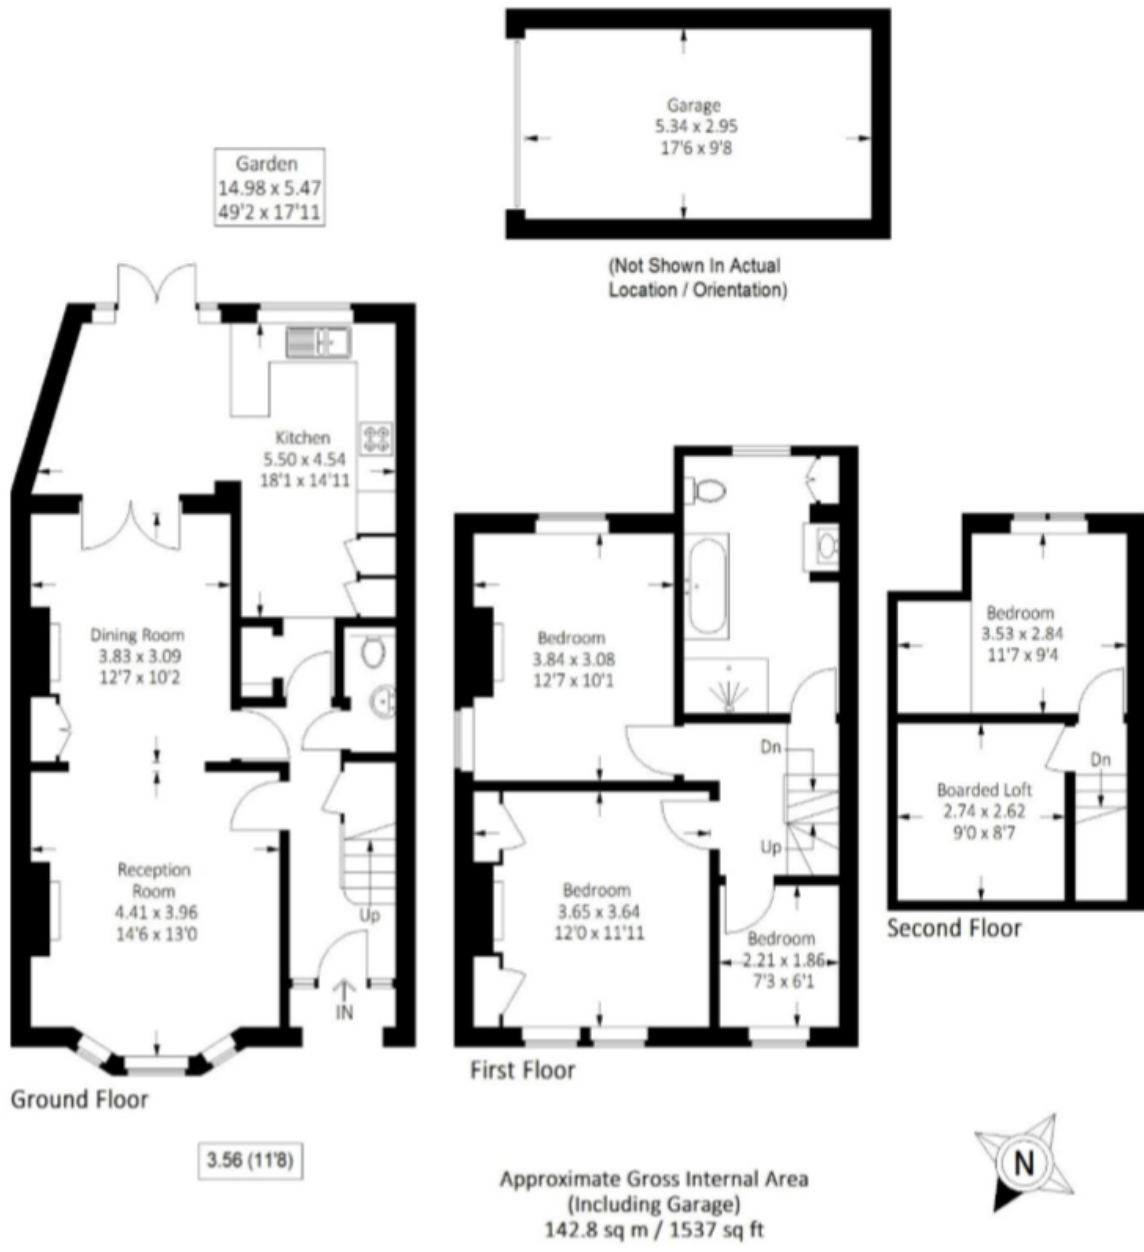 Garage
5.34 x 2.95
17'6 x 9'8
(Not Shown In Actual
Location / Orientation)
Garden
14.98 x 5.47
49'2 x 17'11
Kitchen
5.50 x 4.54
18'1 x 14'11
Dining Room
3.83 x 3.09
12'7 x 10'2
Reception
Room
4.41 x 3.96
14'6 x 13'0
Up
IN
Ground Floor
3.56 (11'8)
Bedroom
3.84 x 3.08
12'7 x 10'1
Dn
Up
Bedroom
3.65 x 3.64
12'0 x 11'11
Bedroom
2.21 x 1.86
7'3 x 6'1
First Floor
Bedroom
3.53 x 2.84
11'7 x 9'4
Boarded Loft
2.74 x 2.62
9'0 x 8'7
Dn
Second Floor
N
Approximate Gross Internal Area
(Including Garage)
142.8 sq m / 1537 sq ft